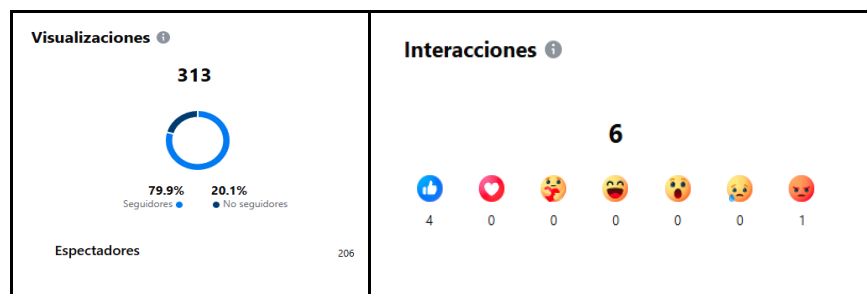 Visualizaciones
313
79.9% 20.1%
Seguidores No seguidores
Espectadores 206
Interacciones
6
4 0 0 0 0 0 1